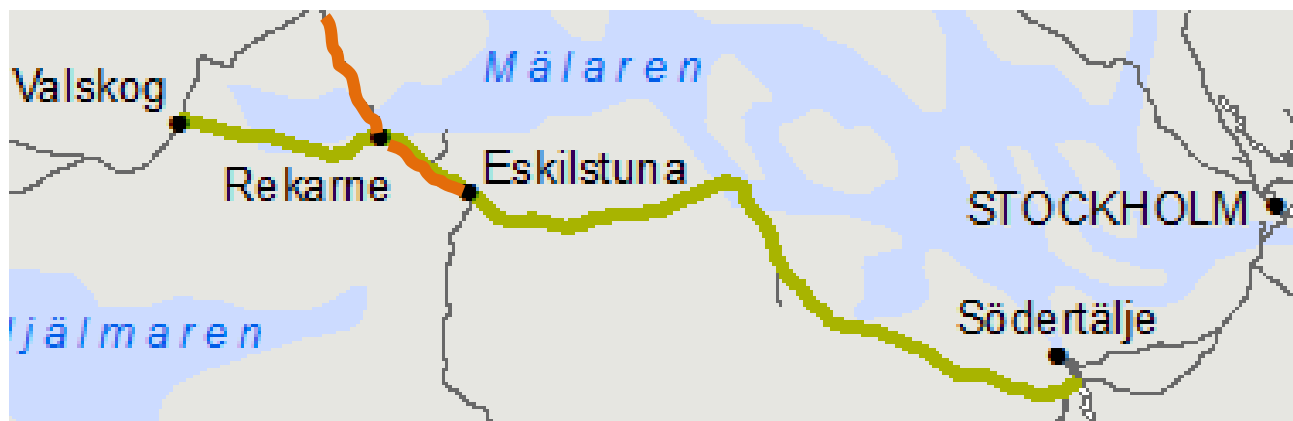 Mälaren
Valskog
Rekarne
Eskilstuna
STOCKHOLM
Södertälje
jälmaren